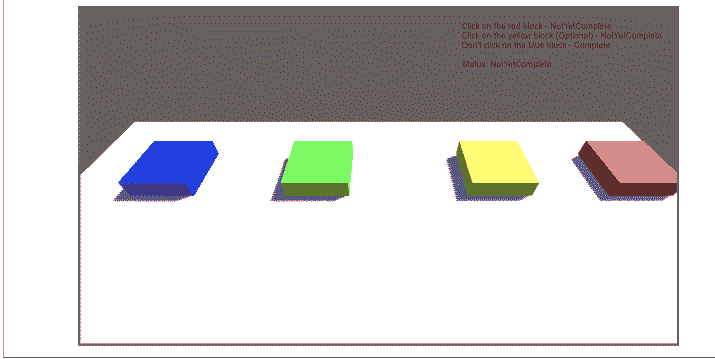 Click on the red block - NotYetComplete
Click on the yellow block (Optional) - NotYetComplete
Don't click on the blue block - Complete
Status: NotYetComplete